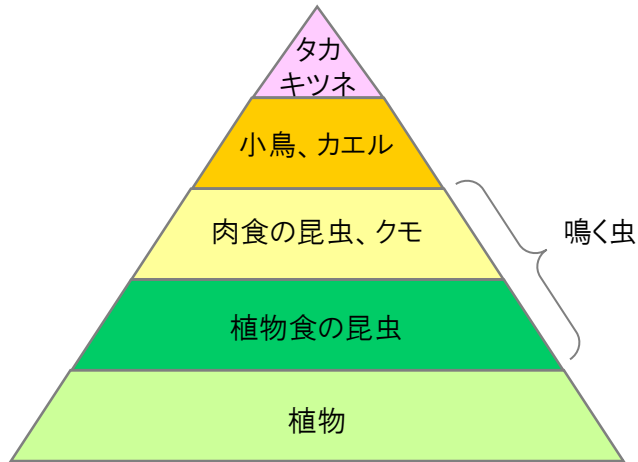 タカ
キツネ
小鳥、カエル
肉食の昆虫、クモ
鳴く虫
植物食の昆虫
植物